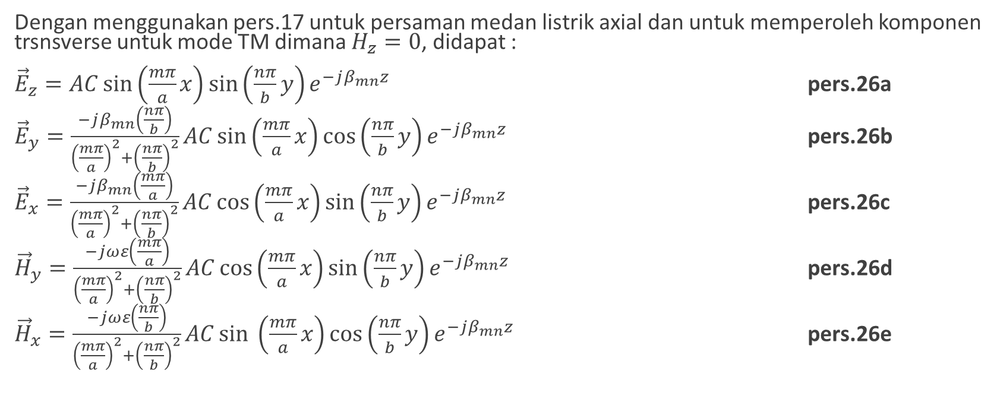 Dengan menggunakan pers.17 untuk persaman medan listrik axial dan untuk memperoleh komponen
trsnsverse untuk mode TM dimana $H_z = 0$, didapat :
$\vec{E}_z = AC \sin\left(\frac{m\pi}{a}x\right) \sin\left(\frac{n\pi}{b}y\right) e^{-j\beta_{mn}z}$ pers.26a
$\vec{E}_y = \frac{-j\beta_{mn}\left(\frac{n\pi}{b}\right)}{\left(\frac{m\pi}{a}\right)^2+\left(\frac{n\pi}{b}\right)^2} AC \sin\left(\frac{m\pi}{a}x\right) \cos\left(\frac{n\pi}{b}y\right) e^{-j\beta_{mn}z}$ pers.26b
$\vec{E}_x = \frac{-j\beta_{mn}\left(\frac{m\pi}{a}\right)}{\left(\frac{m\pi}{a}\right)^2+\left(\frac{n\pi}{b}\right)^2} AC \cos\left(\frac{m\pi}{a}x\right) \sin\left(\frac{n\pi}{b}y\right) e^{-j\beta_{mn}z}$ pers.26c
$\vec{H}_y = \frac{-j\omega\varepsilon\left(\frac{m\pi}{a}\right)}{\left(\frac{m\pi}{a}\right)^2+\left(\frac{n\pi}{b}\right)^2} AC \cos\left(\frac{m\pi}{a}x\right) \sin\left(\frac{n\pi}{b}y\right) e^{-j\beta_{mn}z}$ pers.26d
$\vec{H}_x = \frac{-j\omega\varepsilon\left(\frac{n\pi}{b}\right)}{\left(\frac{m\pi}{a}\right)^2+\left(\frac{n\pi}{b}\right)^2} AC \sin\left(\frac{m\pi}{a}x\right) \cos\left(\frac{n\pi}{b}y\right) e^{-j\beta_{mn}z}$ pers.26e